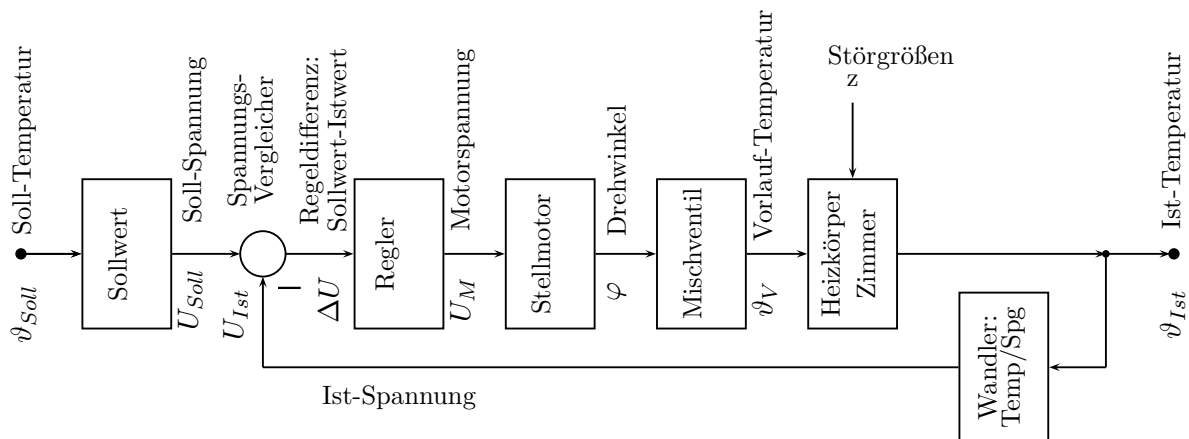 Soll-Temperatur
ϑSoll
Sollwert
Soll-Spannung
USoll
Spannungs-
Vergleicher
UIst
Regeldifferenz:
Sollwert-Istwert
ΔU
Regler
Motorspannung
UM
Stellmotor
Drehwinkel
φ
Mischventil
Vorlauf-Temperatur
ϑV
Störgrößen
z
Heizkörper
Zimmer
Ist-Temperatur
ϑIst
Wandler:
Temp/Spg
Ist-Spannung